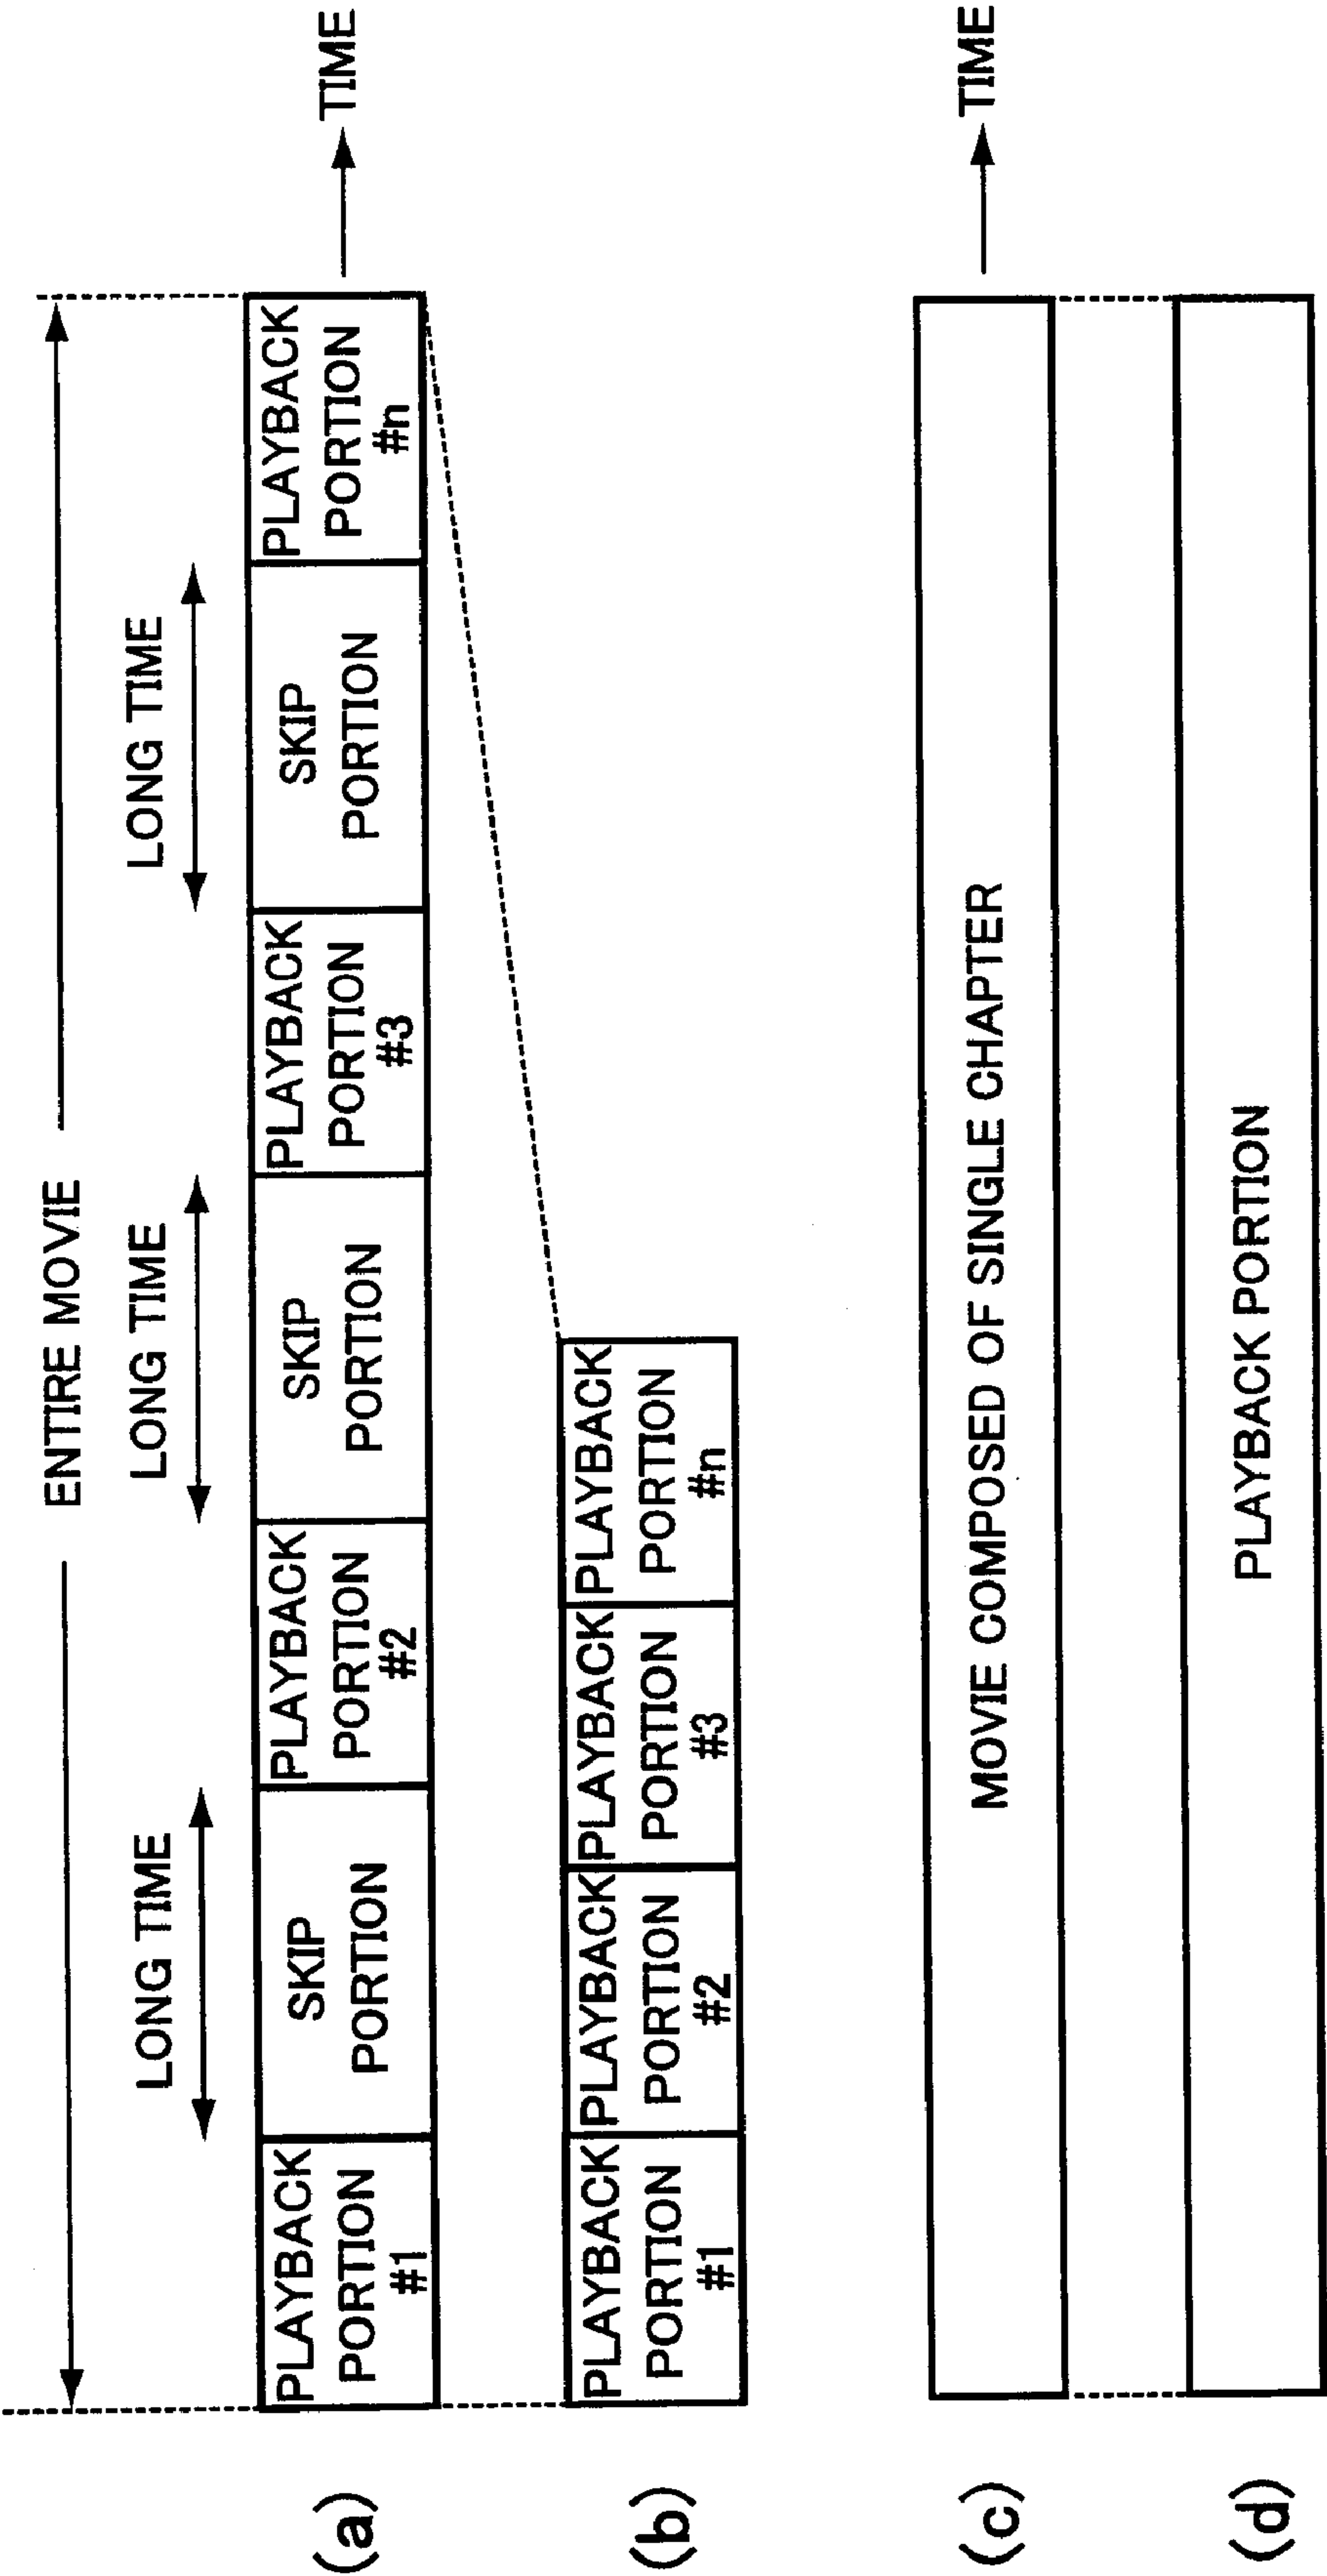 ENTIRE MOVIE
LONG TIME
LONG TIME
LONG TIME
(a)
PLAYBACK
PORTION
#1
SKIP
PORTION
PLAYBACK
PORTION
#2
SKIP
PORTION
PLAYBACK
PORTION
#3
SKIP
PORTION
PLAYBACK
PORTION
#n
TIME
(b)
PLAYBACK
PORTION
#1
PLAYBACK
PORTION
#2
PLAYBACK
PORTION
#3
PLAYBACK
PORTION
#n
(c)
MOVIE COMPOSED OF SINGLE CHAPTER
TIME
(d)
PLAYBACK PORTION